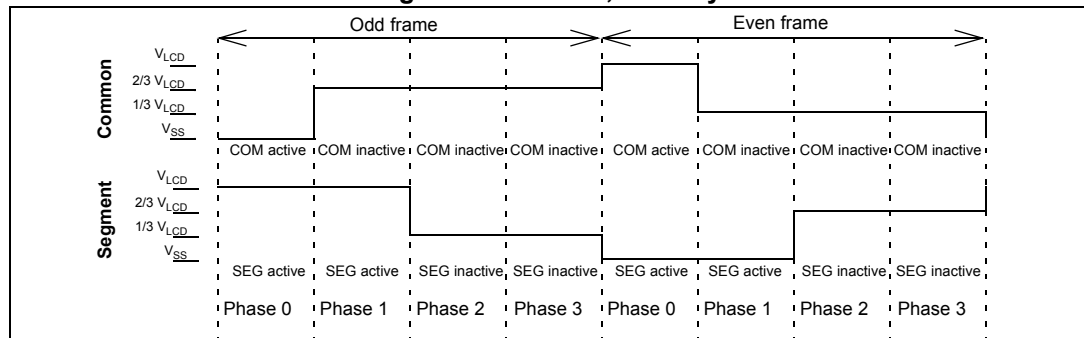 Odd frame Even frame
Common
VLCD
2/3 VLCD
1/3 VLCD
VSS
COM active COM inactive COM inactive COM inactive COM active COM inactive COM inactive COM inactive
Segment
VLCD
2/3 VLCD
1/3 VLCD
VSS
SEG active SEG active SEG inactive SEG inactive SEG active SEG active SEG inactive SEG inactive
Phase 0 Phase 1 Phase 2 Phase 3 Phase 0 Phase 1 Phase 2 Phase 3